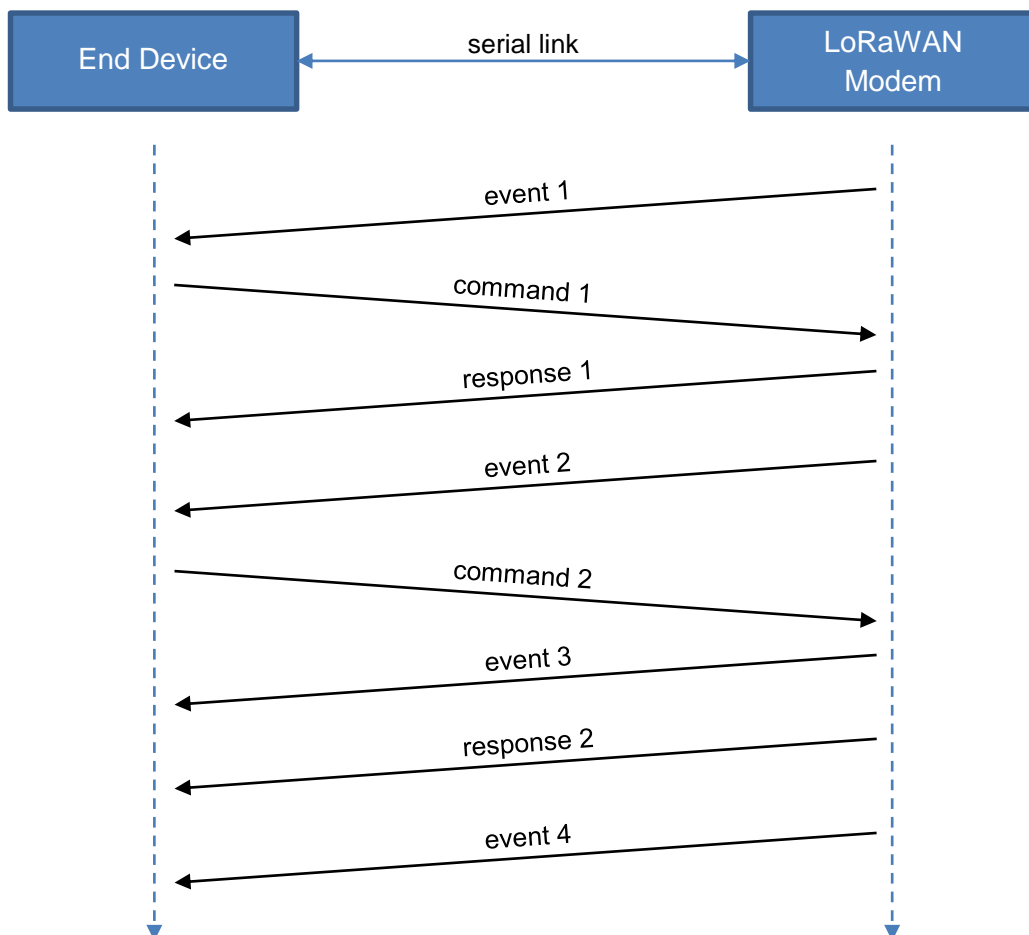 End Device
serial link
LoRaWAN
Modem
event 1
command 1
response 1
event 2
command 2
event 3
response 2
event 4